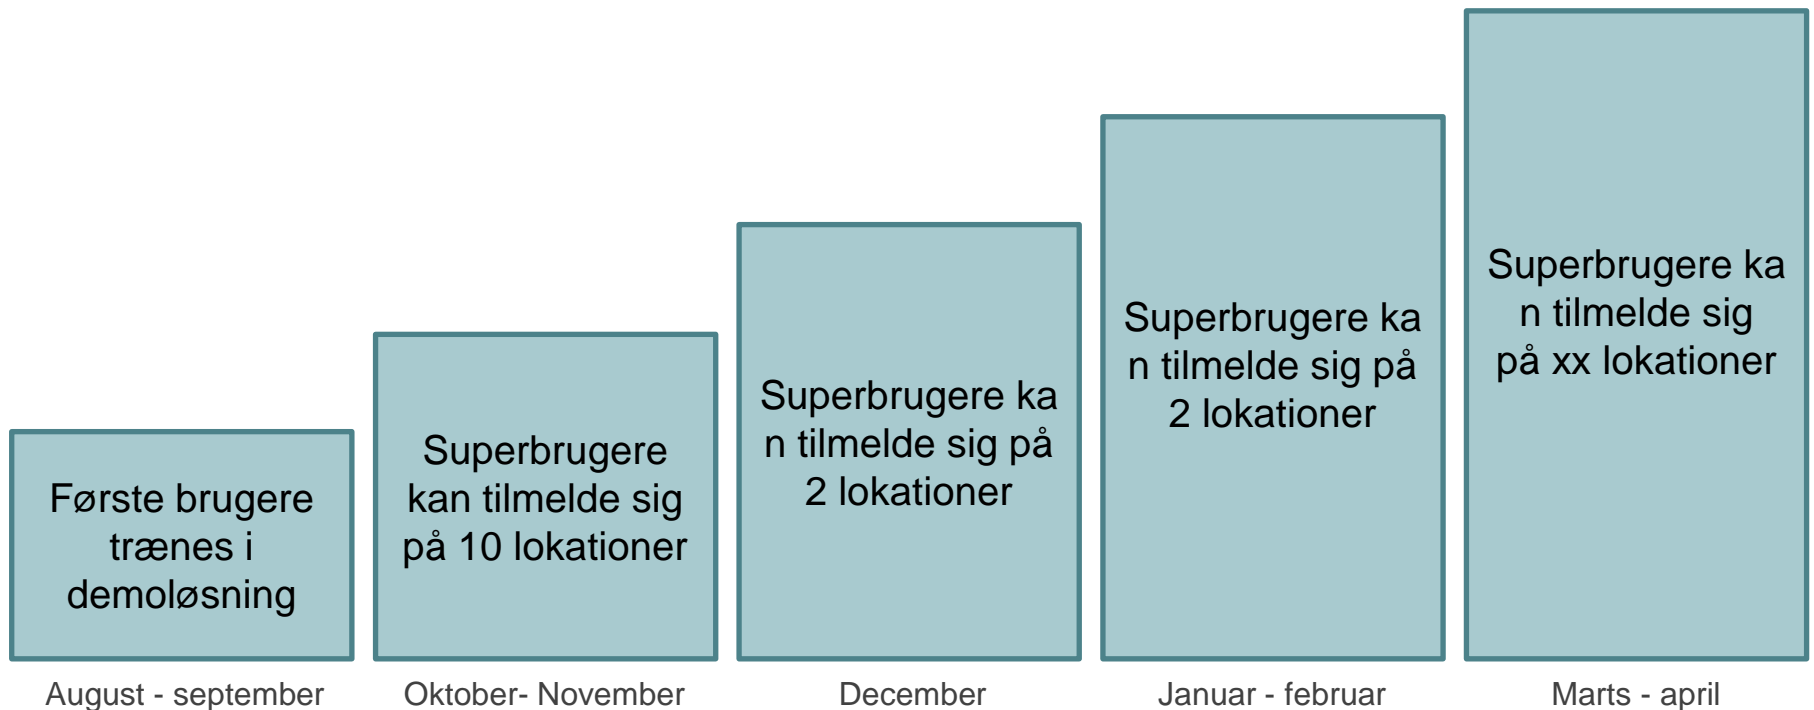 Første brugere
trænes i
demoløsning
Superbrugere
kan tilmelde sig
på 10 lokationer
Superbrugere ka
n tilmelde sig på
2 lokationer
Superbrugere ka
n tilmelde sig på
2 lokationer
Superbrugere ka
n tilmelde sig
på xx lokationer
August - september
Oktober- November
December
Januar - februar
Marts - april